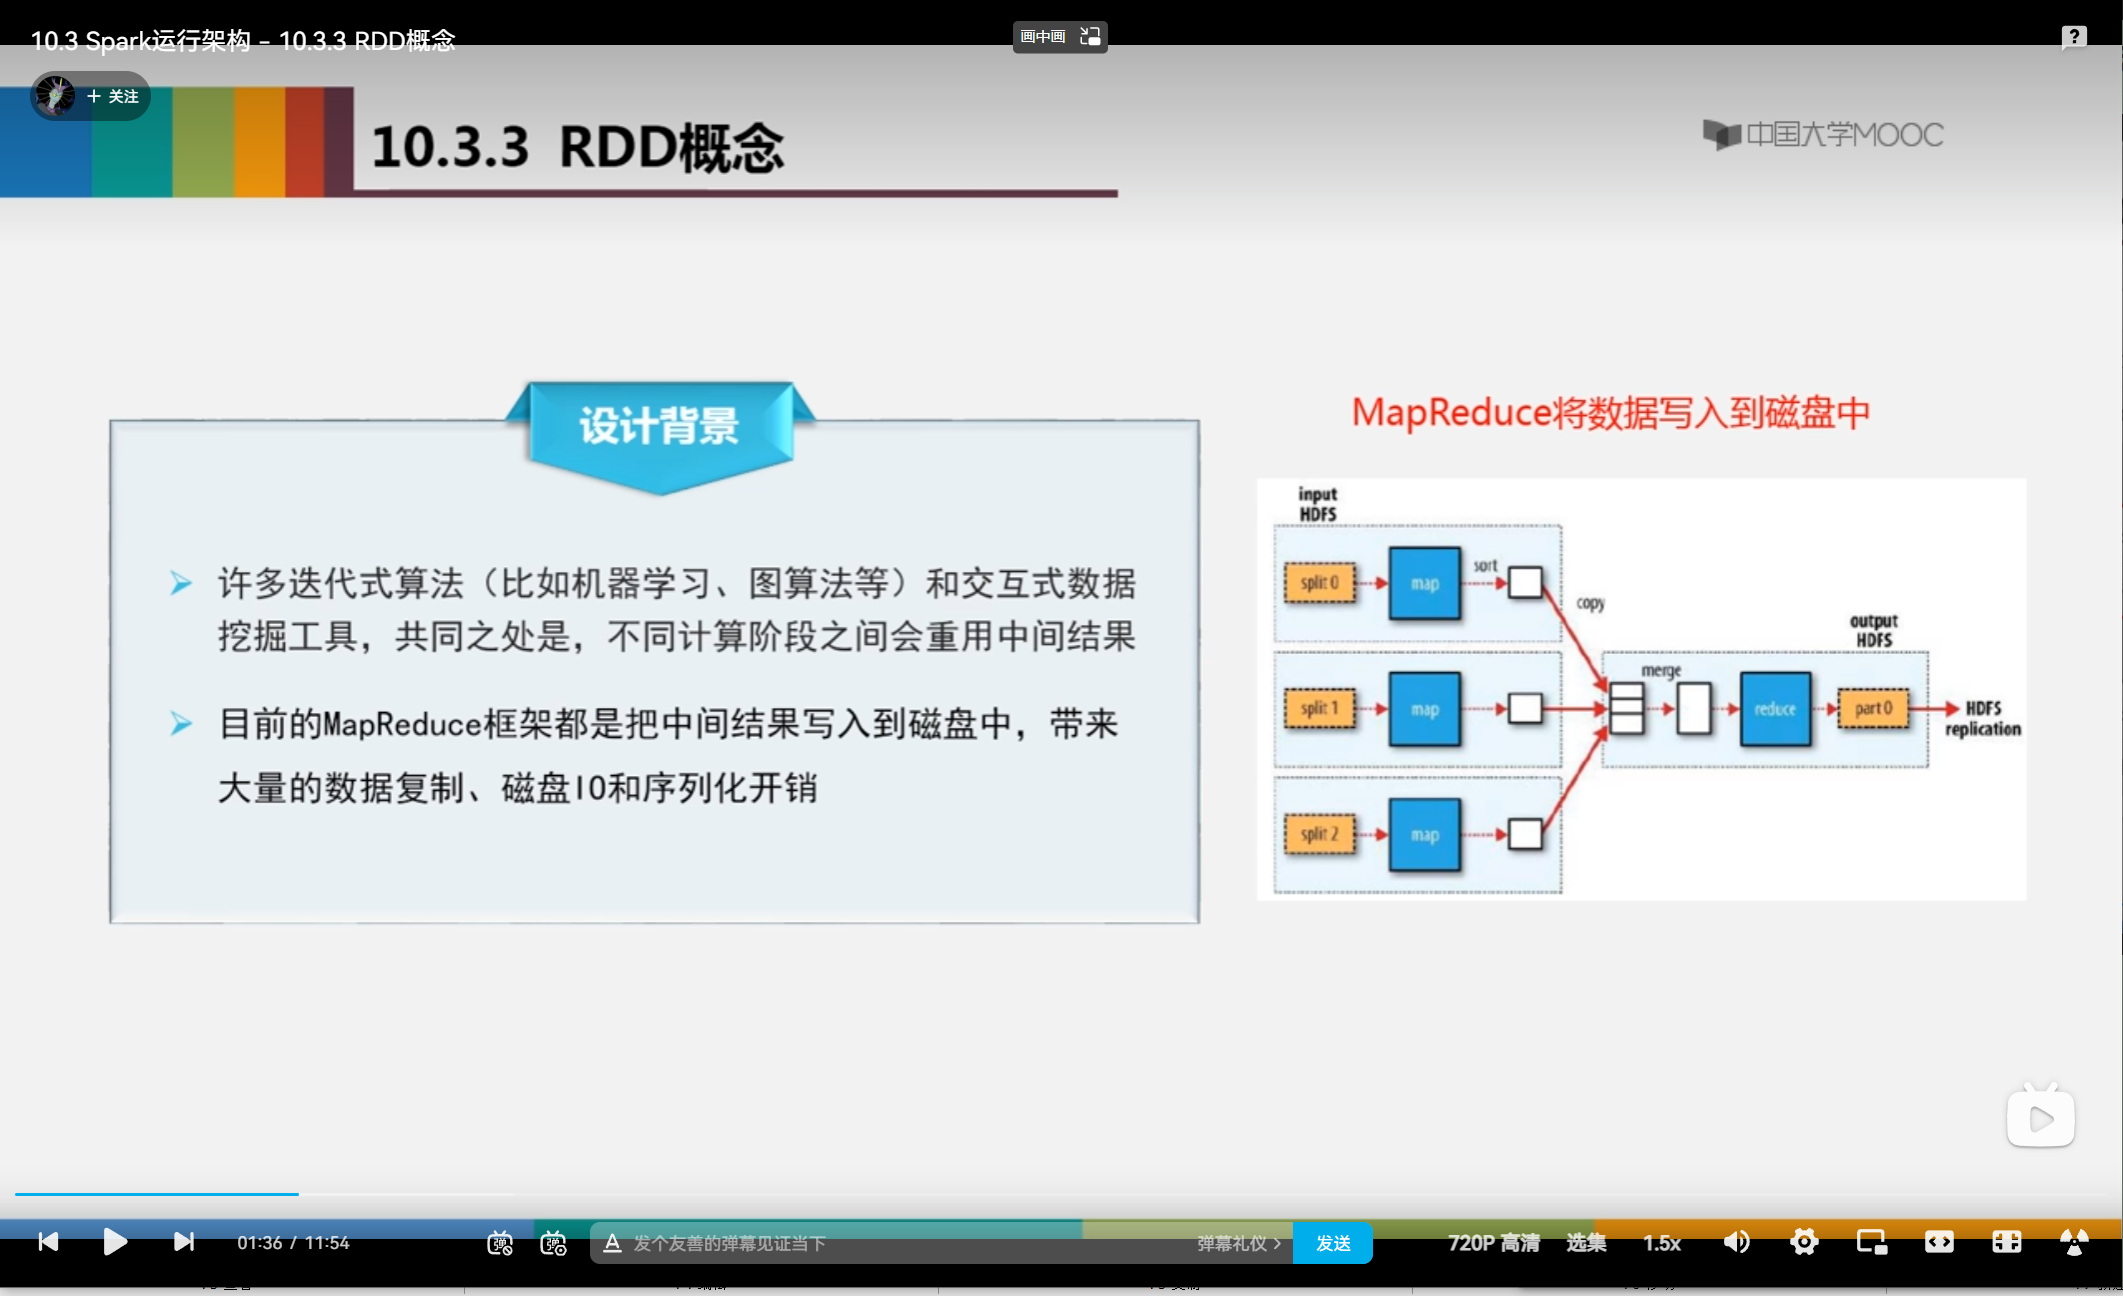 10.3 Spark运行架构 - 10.3.3 RDD概念
画中画
+ 关注
10.3.3 RDD概念
中国大学MOOC
设计背景
许多迭代式算法（比如机器学习、图算法等）和交互式数据
挖掘工具，共同之处是，不同计算阶段之间会重用中间结果
目前的MapReduce框架都是把中间结果写入到磁盘中，带来
大量的数据复制、磁盘IO和序列化开销
MapReduce将数据写入到磁盘中
input
HDFS
split 0
map
sort
copy
split 1
map
merge
reduce
output
HDFS
part 0
HDFS
replication
split 2
map
01:36 / 11:54
弹
弹
A 发个友善的弹幕见证当下
弹幕礼仪 >
发送
720P 高清
选集
1.5x